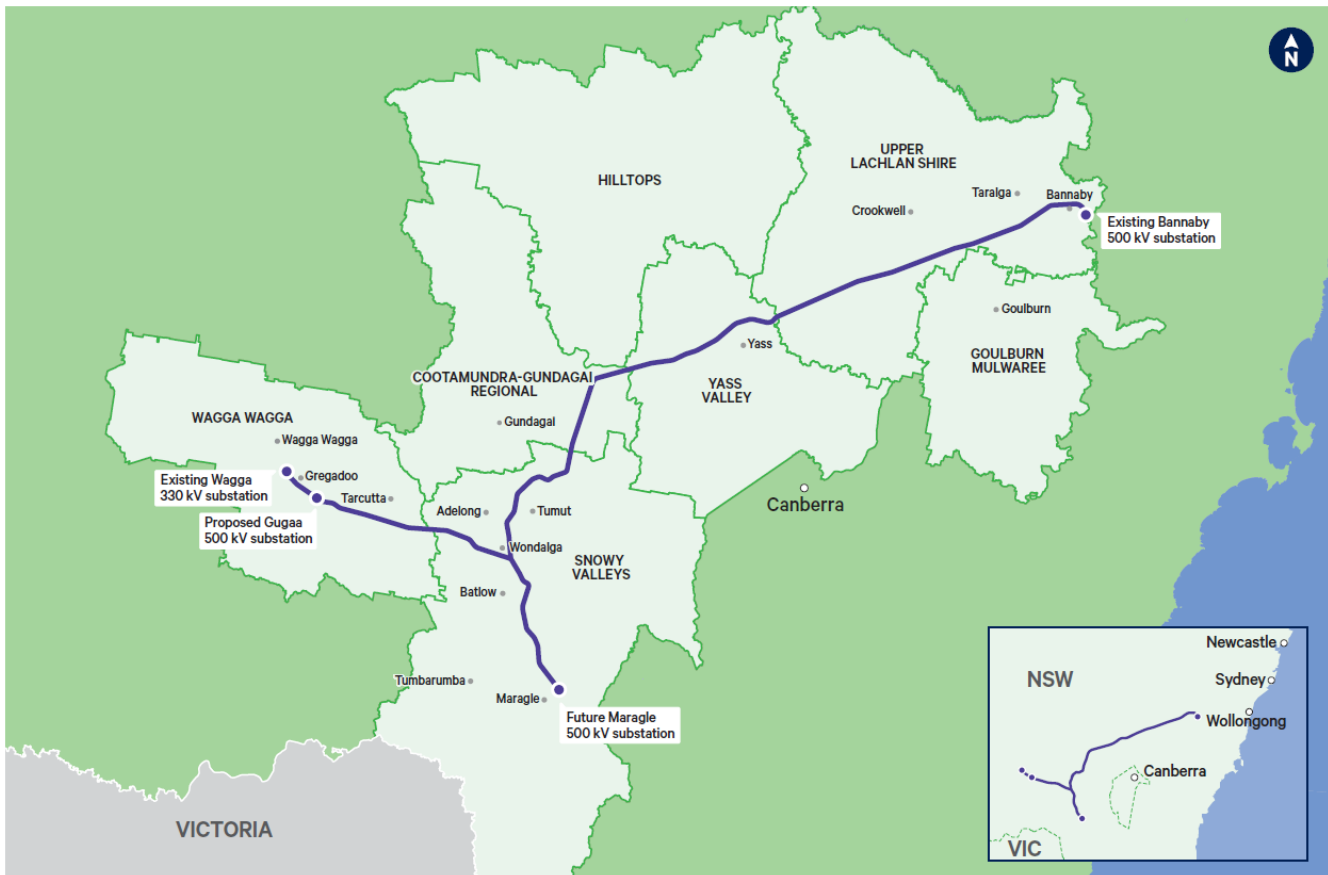 N
UPPER
LACHLAN SHIRE
HILLTOPS
Taralga
Bannaby
Crookwell
Existing Bannaby
500 kV substation
Goulburn
Yass
GOULBURN
MULWAREE
COOTAMUNDRA-GUNDAGAI
REGIONAL
YASS
VALLEY
WAGGA WAGGA
Gundagai
Wagga Wagga
Existing Wagga
330 kV substation
Gregadoo
Tarcutta
Canberra
Proposed Gugaa
500 kV substation
Adelong
Tumut
Wondalga
SNOWY
VALLEYS
Batlow
Tumbarumba
Maragle
Future Maragle
500 kV substation
VICTORIA
Newcastle
NSW
Sydney
Wollongong
Canberra
VIC